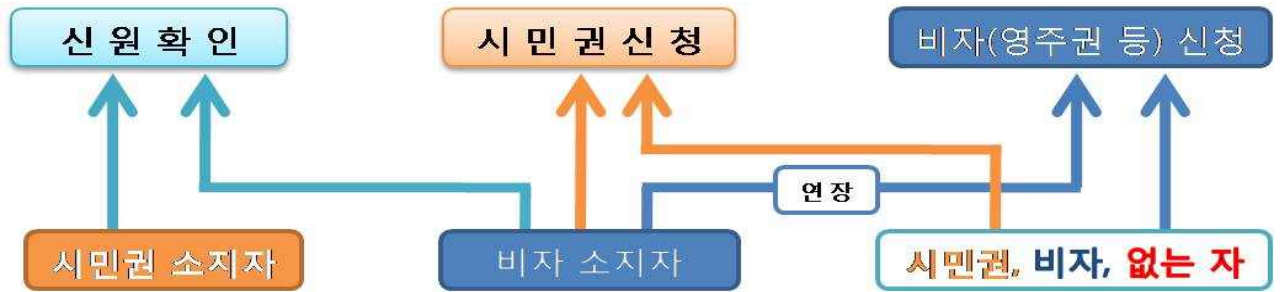 신 원 확 인
시 민 권 신 청
비자(영주권 등) 신청
연 장
시민권 소지자
비자 소지자
시민권, 비자, 없는 자